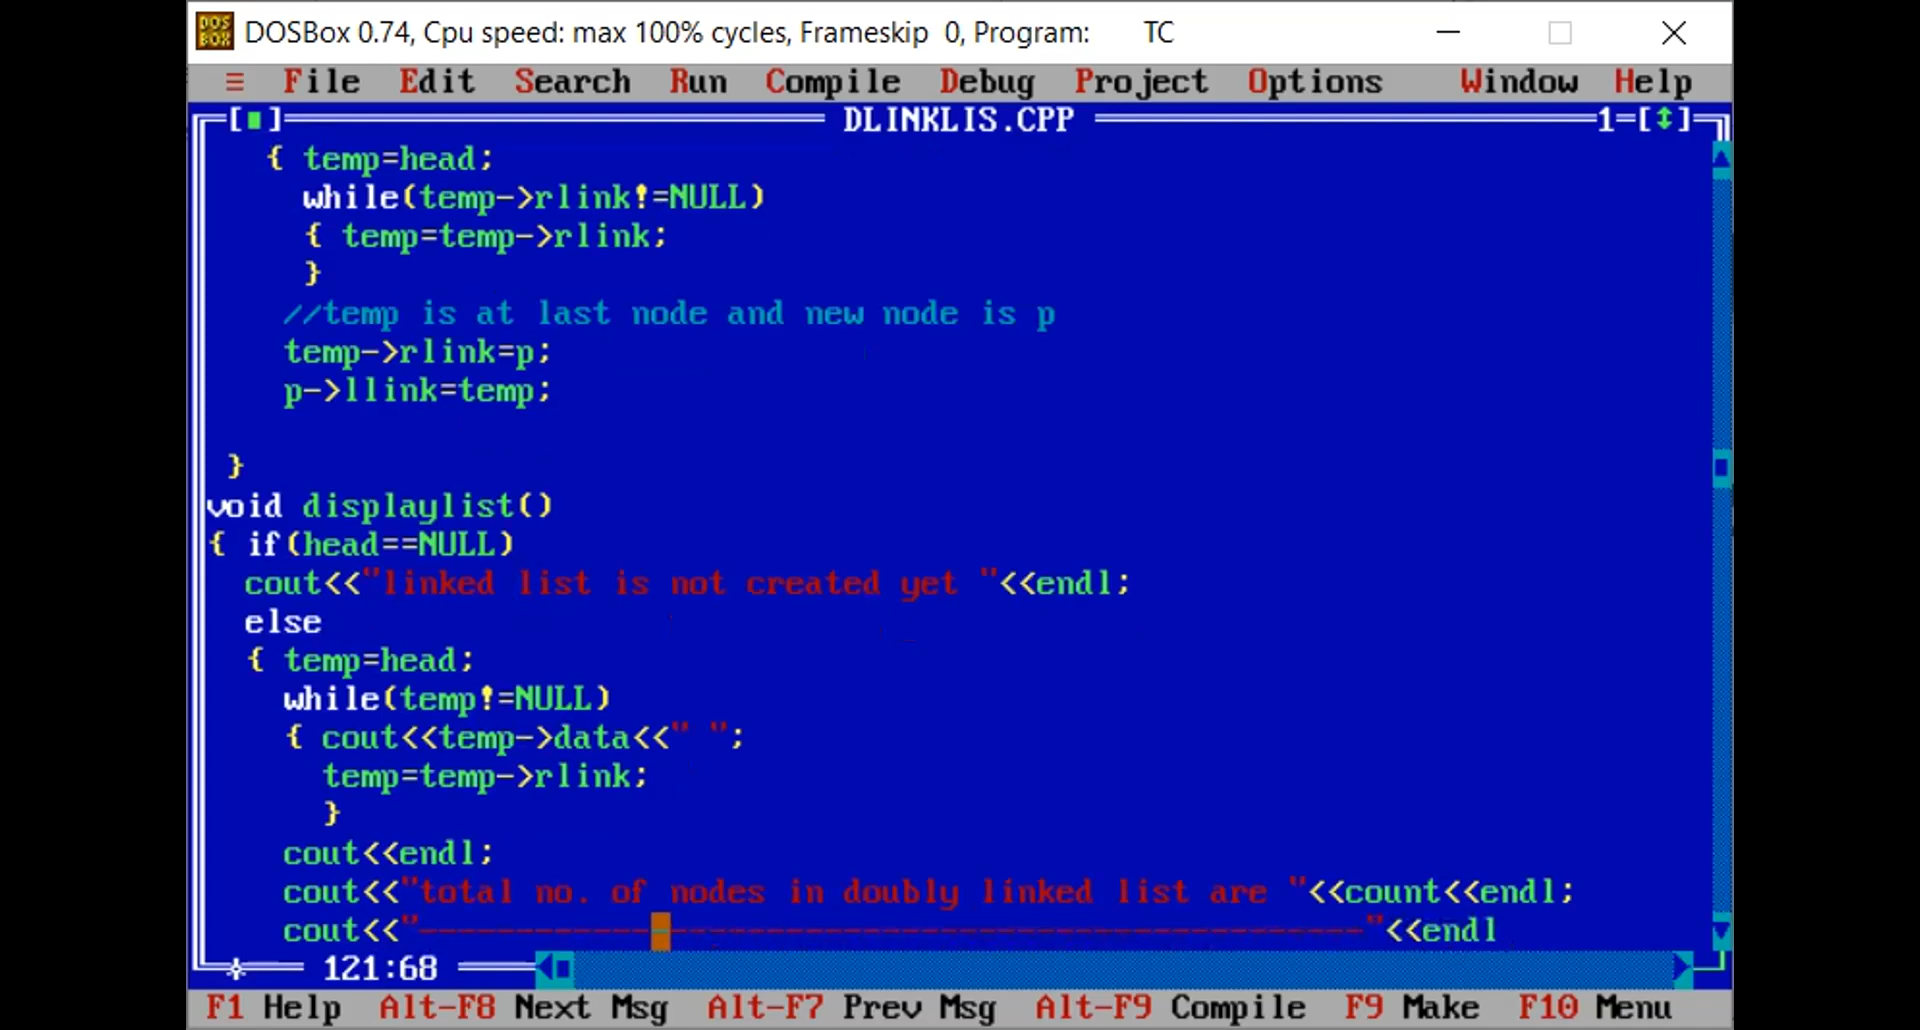 DOS BOX
DOSBox 0.74, Cpu speed: max 100% cycles, Frameskip 0, Program: TC
≡ File Edit Search Run Compile Debug Project Options Window Help
[■] DLINKLIS.CPP 1=[↕]
{ temp=head;
while(temp->rlink!=NULL)
{ temp=temp->rlink;
}
//temp is at last node and new node is p
temp->rlink=p;
p->llink=temp;
}
void displaylist()
{ if(head==NULL)
cout<<"linked list is not created yet "<<endl;
else
{ temp=head;
while(temp!=NULL)
{ cout<<temp->data<<" ";
temp=temp->rlink;
}
cout<<endl;
cout<<"total no. of nodes in doubly linked list are "<<count<<endl;
cout<<"-------------------------------------------------"<<endl
121:68
F1 Help Alt-F8 Next Msg Alt-F7 Prev Msg Alt-F9 Compile F9 Make F10 Menu